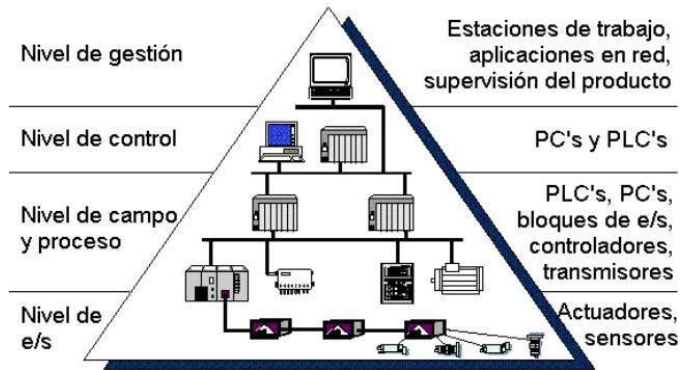 Nivel de gestión
Estaciones de trabajo,
aplicaciones en red,
supervisión del producto
Nivel de control
PC's y PLC's
Nivel de campo
y proceso
PLC's, PC's,
bloques de e/s,
controladores,
transmisores
Nivel de
e/s
Actuadores,
sensores